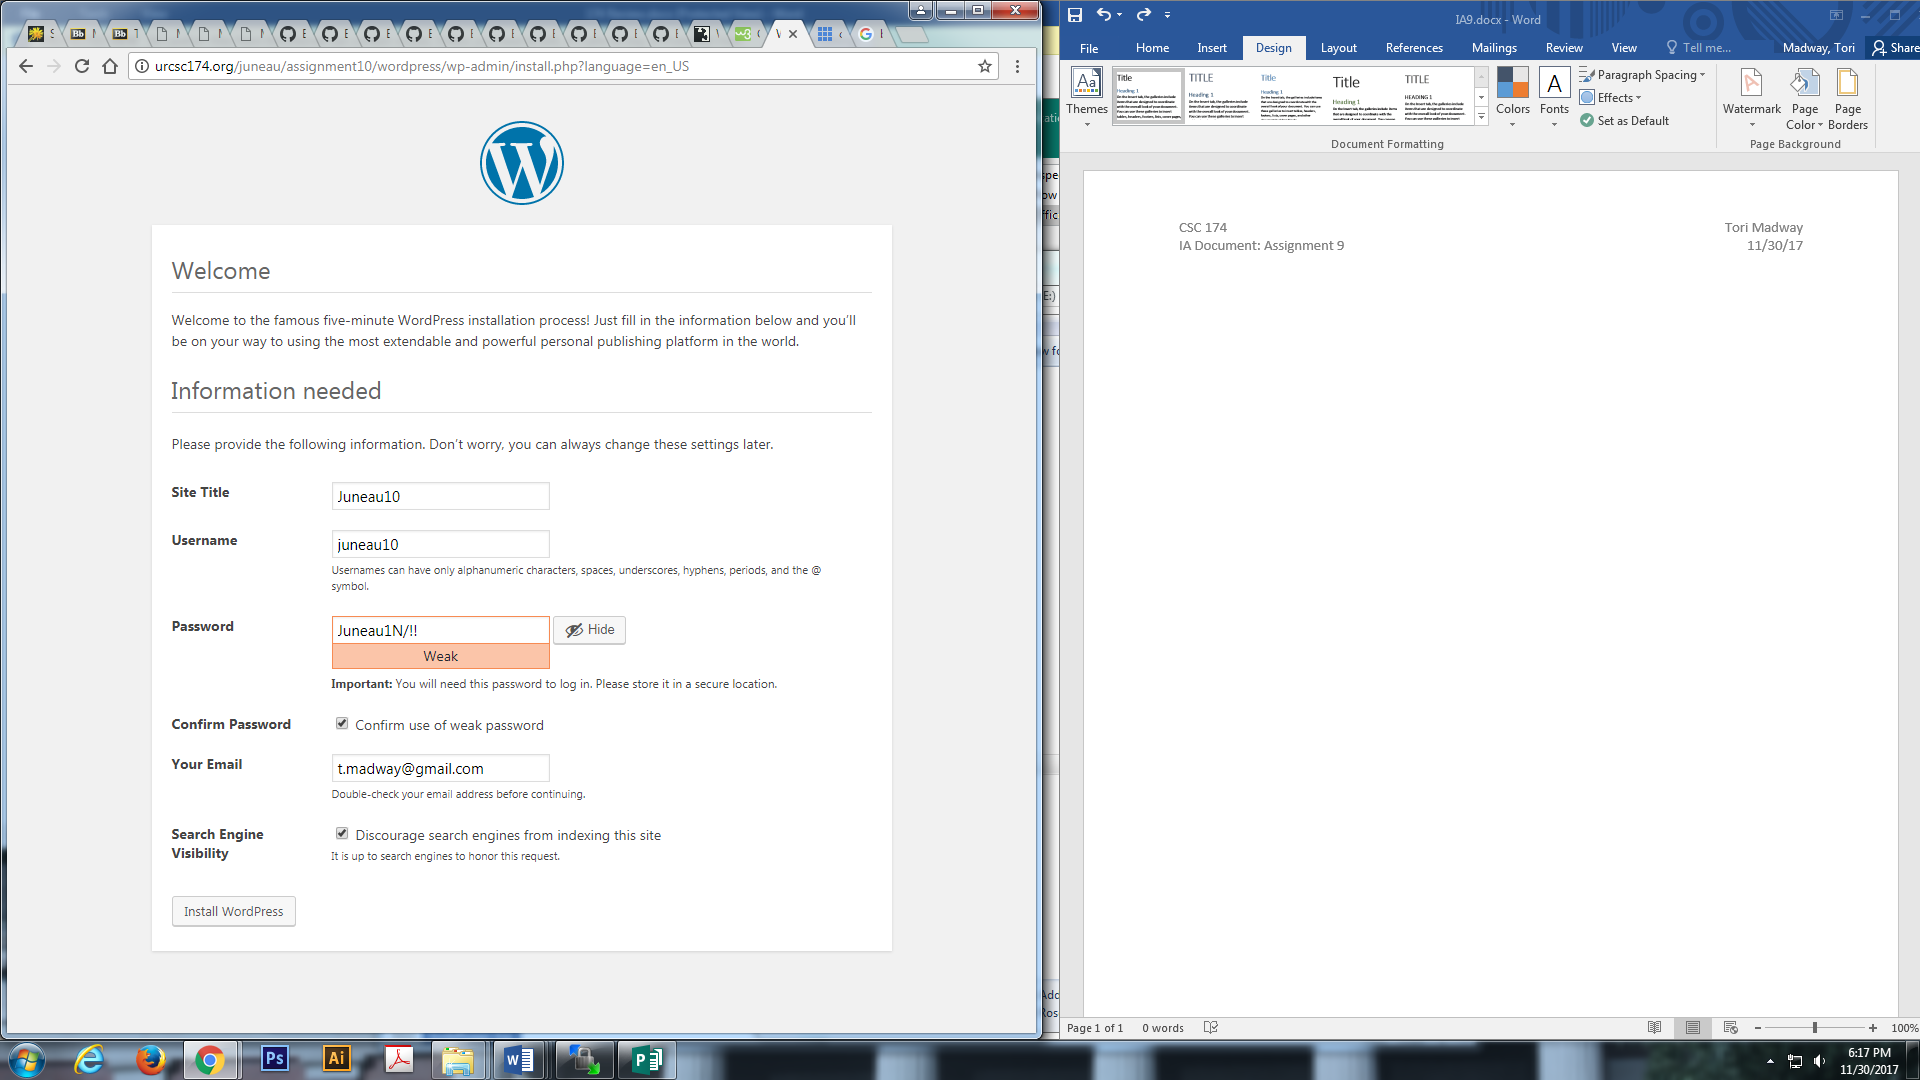 urcsc174.org/juneau/assignment10/wordpress/wp-admin/install.php?language=en_US
Welcome
Welcome to the famous five-minute WordPress installation process! Just fill in the information below and you’ll
be on your way to using the most extendable and powerful personal publishing platform in the world.
Information needed
Please provide the following information. Don’t worry, you can always change these settings later.
Site Title
Juneau10
Username
juneau10
Usernames can have only alphanumeric characters, spaces, underscores, hyphens, periods, and the @
symbol.
Password
Juneau1N/!!
Hide
Weak
Important: You will need this password to log in. Please store it in a secure location.
Confirm Password
Confirm use of weak password
Your Email
t.madway@gmail.com
Double-check your email address before continuing.
Search Engine
Visibility
Discourage search engines from indexing this site
It is up to search engines to honor this request.
Install WordPress
IA9.docx - Word
File Home Insert Design Layout References Mailings Review View Tell me... Madway, Tori Share
Themes
Title
Heading 1
TITLE
Heading 1
Title
Heading 1
Title
Heading 1
TITLE
HEADING 1
Colors
Fonts
Paragraph Spacing
Effects
Set as Default
Watermark
Page
Color
Page
Borders
Document Formatting
Page Background
CSC 174
Tori Madway
IA Document: Assignment 9
11/30/17
Page 1 of 1 0 words
100%
6:17 PM
11/30/2017